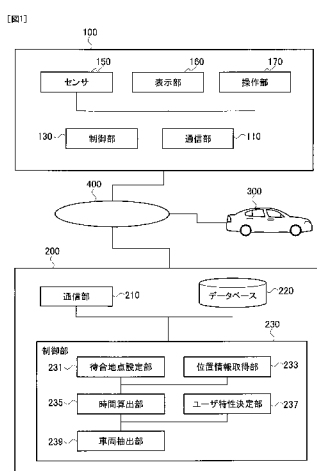 [図1]
100
150
160
170
センサ
表示部
操作部
130
制御部
通信部
110
400
300
200
通信部
210
データベース
220
230
制御部
231
待合地点設定部
位置情報取得部
233
235
時間算出部
ユーザ特性決定部
237
239
車両抽出部